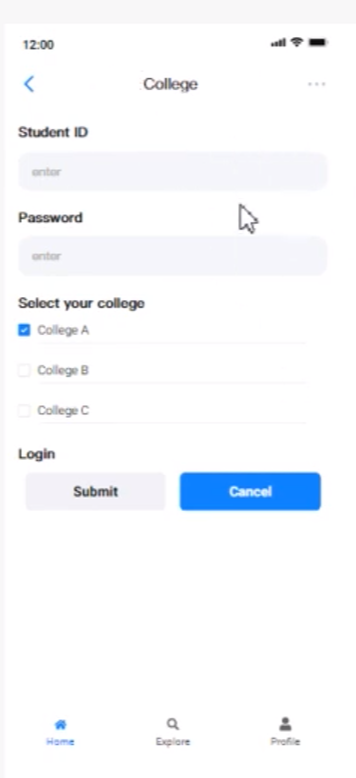 12:00
College
Student ID
enter
Password
enter
Select your college
College A
College B
College C
Login
Submit Cancel
Home Explore Profile